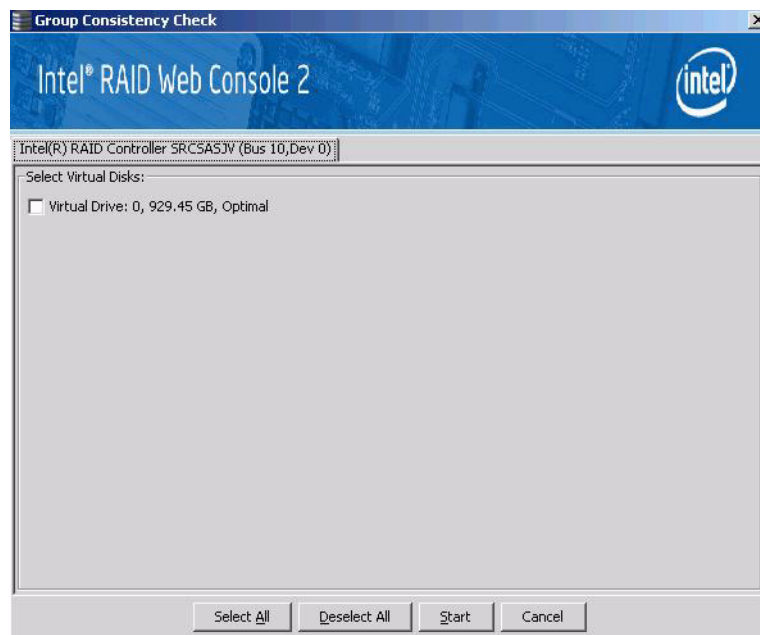 Group Consistency Check
Intel® RAID Web Console 2
intel
Intel(R) RAID Controller SRCSASJV (Bus 10,Dev 0)
Select Virtual Disks:
Virtual Drive: 0, 929.45 GB, Optimal
Select All Deselect All Start Cancel